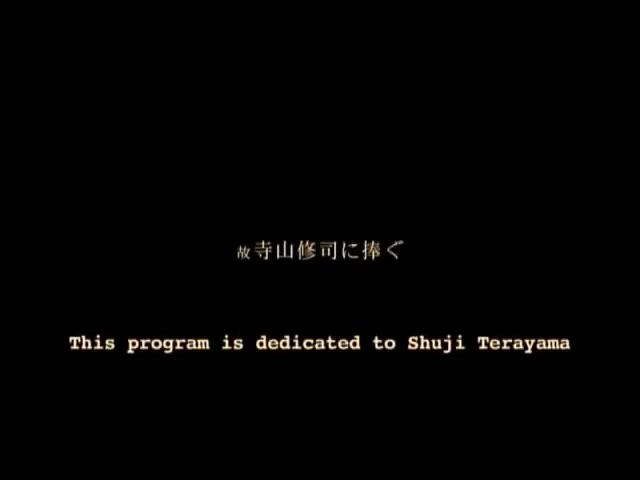 故寺山修司に捧ぐ
This program is dedicated to Shuji Terayama